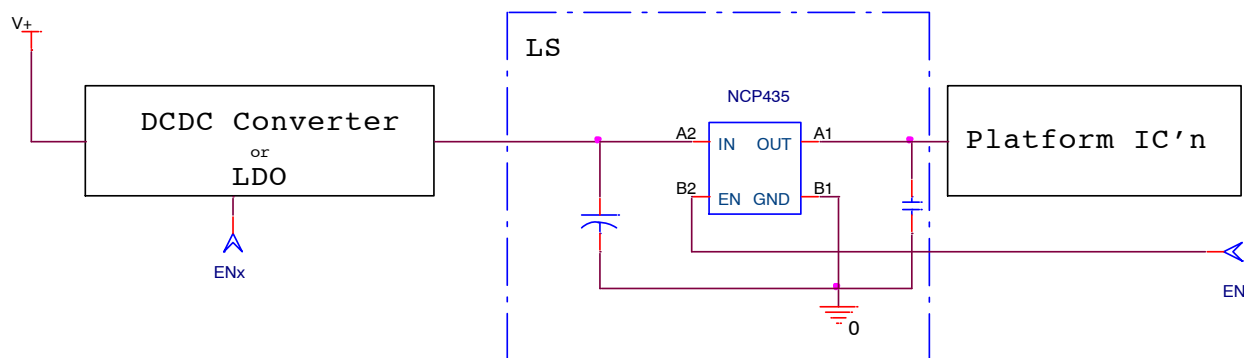 V+
LS
NCP435
DCDC Converter
or
LDO
A2
IN
OUT
A1
Platform IC'n
B2
EN
GND
B1
ENx
EN
0